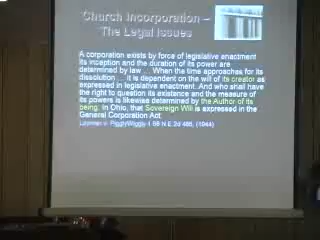 Church Incorporation –
The Legal Issues
A corporation exists by force of legislative enactment
its inception and the duration of its power are
determined by law ... When the time approaches for its
dissolution ... it is dependent on the will of its creator as
expressed in legislative enactment. And who shall have
the right to question its existence and the measure of
its powers is likewise determined by the Author of its
being. In Ohio, that Sovereign Will is expressed in the
General Corporation Act
v. PigglyWiggly N.E.2d (1944)